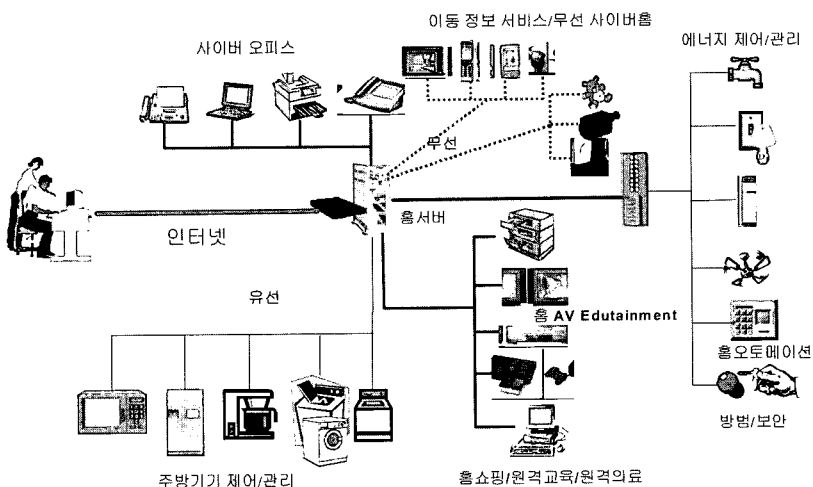 이동 정보 서비스/무선 사이버홈
사이버 오피스
에너지 제어/관리
무선
홈서버
인터넷
유선
홈 AV Edutainment
홈오토메이션
방범/보안
주방기기 제어/관리
홈쇼핑/원격교육/원격의료